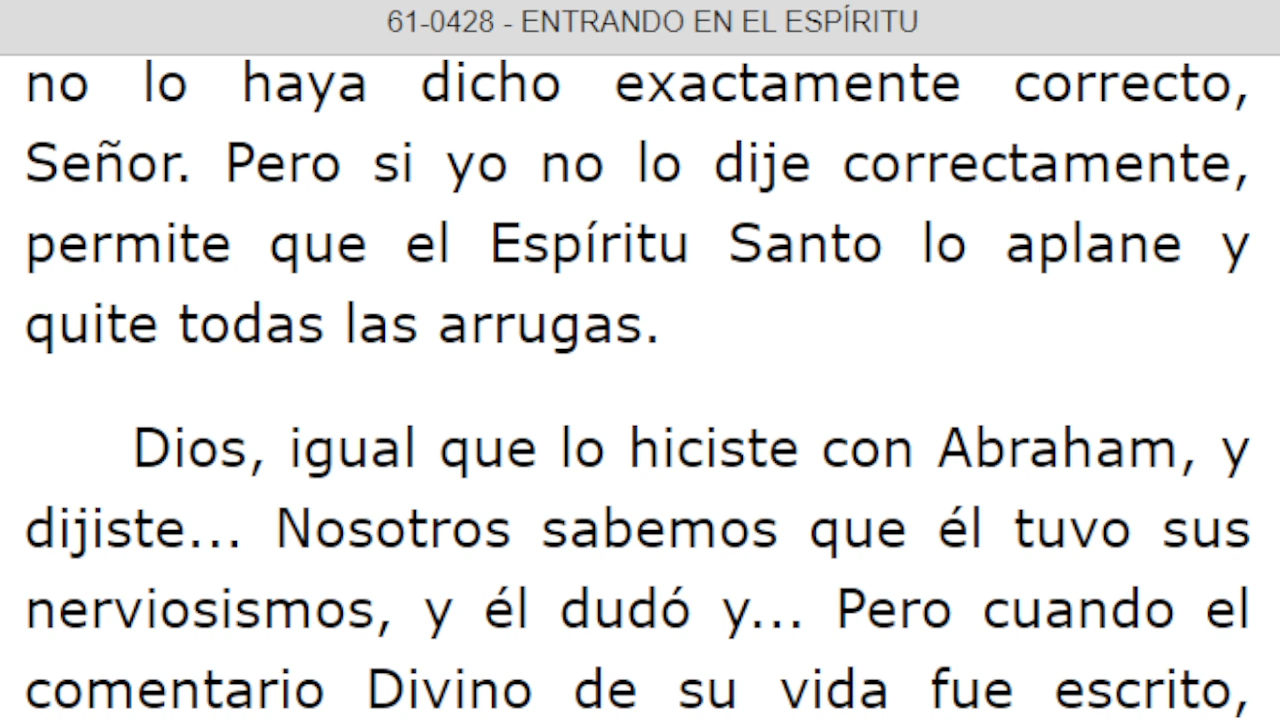 61-0428 - ENTRANDO EN EL ESPÍRITU
no lo haya dicho exactamente correcto,
Señor. Pero si yo no lo dije correctamente,
permite que el Espíritu Santo lo aplane y
quite todas las arrugas.
Dios, igual que lo hiciste con Abraham, y
dijiste... Nosotros sabemos que él tuvo sus
nerviosismos, y él dudó y... Pero cuando el
comentario Divino de su vida fue escrito,